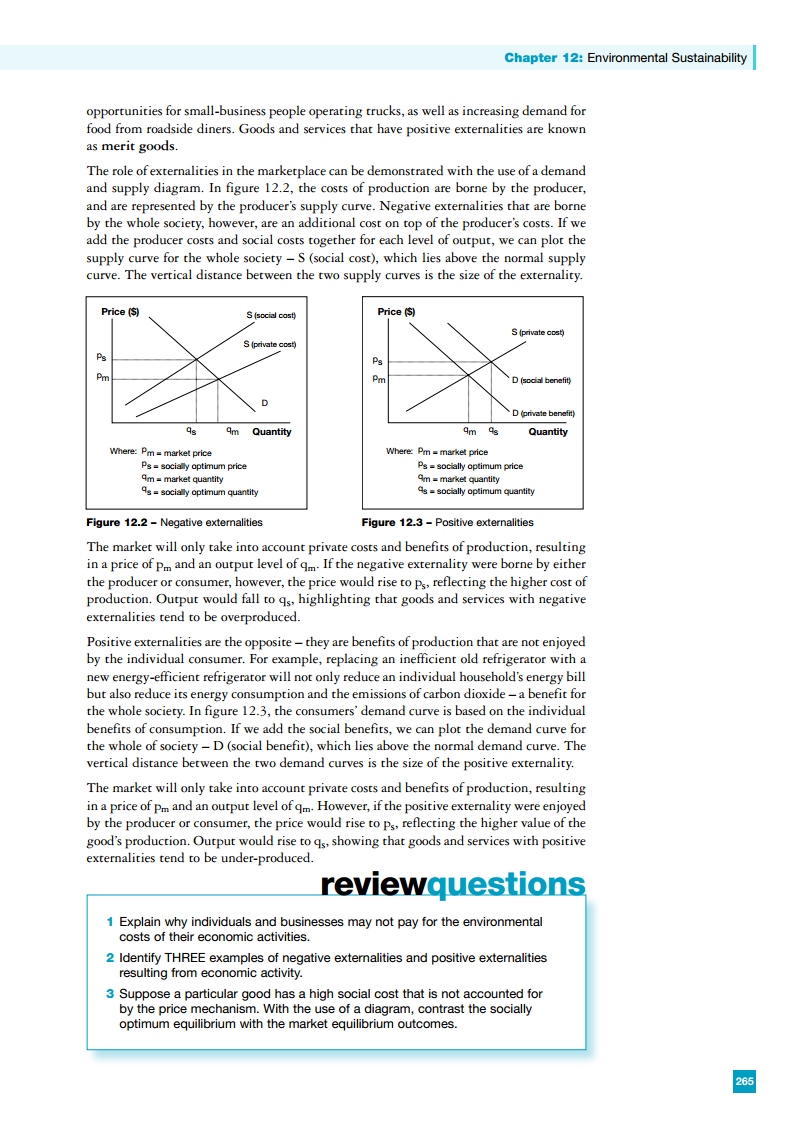 Chapter 12: Environmental Sustainability
opportunities for small-business people operating trucks, as well as increasing demand for
food from roadside diners. Goods and services that have positive externalities are known
as merit goods.
The role of externalities in the marketplace can be demonstrated with the use of a demand
and supply diagram. In figure 12.2, the costs of production are borne by the producer,
and are represented by the producer's supply curve. Negative externalities that are borne
by the whole society, however, are an additional cost on top of the producer's costs. If we
add the producer costs and social costs together for each level of output, we can plot the
supply curve for the whole society – S (social cost), which lies above the normal supply
curve. The vertical distance between the two supply curves is the size of the externality.
Price ($)
S (social cost)
S (private cost)
Ps
Pm
D
qs qm Quantity
Where: Pm = market price
Ps = socially optimum price
qm = market quantity
qs = socially optimum quantity
Figure 12.2 – Negative externalities
Price ($)
S (private cost)
Ps
Pm
D (social benefit)
D (private benefit)
qm qs Quantity
Where: Pm = market price
Ps = socially optimum price
qm = market quantity
qs = socially optimum quantity
Figure 12.3 – Positive externalities
The market will only take into account private costs and benefits of production, resulting
in a price of pm and an output level of qm. If the negative externality were borne by either
the producer or consumer, however, the price would rise to ps, reflecting the higher cost of
production. Output would fall to qs, highlighting that goods and services with negative
externalities tend to be overproduced.
Positive externalities are the opposite – they are benefits of production that are not enjoyed
by the individual consumer. For example, replacing an inefficient old refrigerator with a
new energy-efficient refrigerator will not only reduce an individual household's energy bill
but also reduce its energy consumption and the emissions of carbon dioxide – a benefit for
the whole society. In figure 12.3, the consumers' demand curve is based on the individual
benefits of consumption. If we add the social benefits, we can plot the demand curve for
the whole of society – D (social benefit), which lies above the normal demand curve. The
vertical distance between the two demand curves is the size of the positive externality.
The market will only take into account private costs and benefits of production, resulting
in a price of pm and an output level of qm. However, if the positive externality were enjoyed
by the producer or consumer, the price would rise to ps, reflecting the higher value of the
good's production. Output would rise to qs, showing that goods and services with positive
externalities tend to be under-produced.
reviewquestions
1 Explain why individuals and businesses may not pay for the environmental
costs of their economic activities.
2 Identify THREE examples of negative externalities and positive externalities
resulting from economic activity.
3 Suppose a particular good has a high social cost that is not accounted for
by the price mechanism. With the use of a diagram, contrast the socially
optimum equilibrium with the market equilibrium outcomes.
265